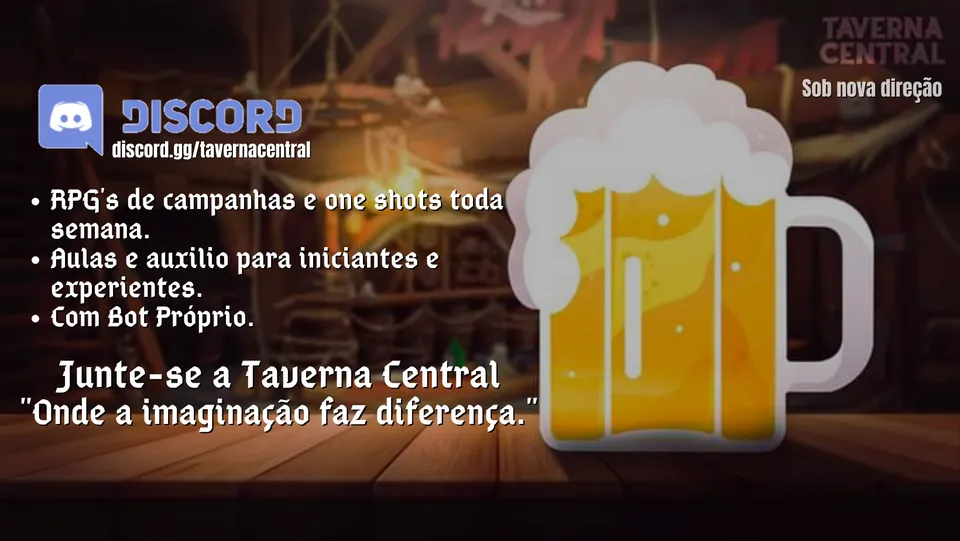 TAVERNA
CENTRAL
Sob nova direção
DISCORD
discord.gg/tavernacentral
• RPG's de campanhas e one shots toda
semana.
• Aulas e auxilio para iniciantes e
experientes.
• Com Bot Próprio.
Junte-se a Taverna Central
"Onde a imaginação faz diferença."